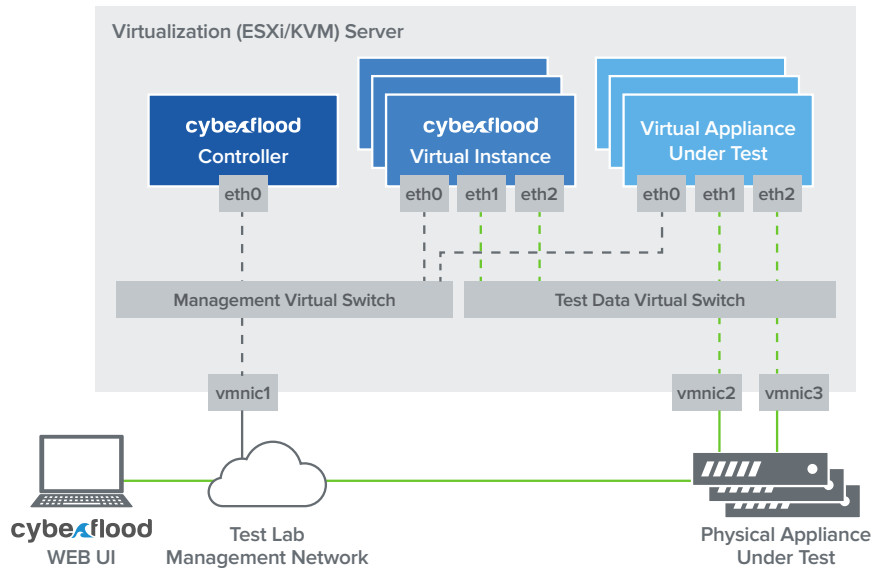 Virtualization (ESXi/KVM) Server
cyberflood
Controller
cyberflood
Virtual Instance
Virtual Appliance
Under Test
eth0
eth0
eth1
eth2
eth0
eth1
eth2
Management Virtual Switch
Test Data Virtual Switch
vmnic1
vmnic2
vmnic3
cyberflood
WEB UI
Test Lab
Management Network
Physical Appliance
Under Test